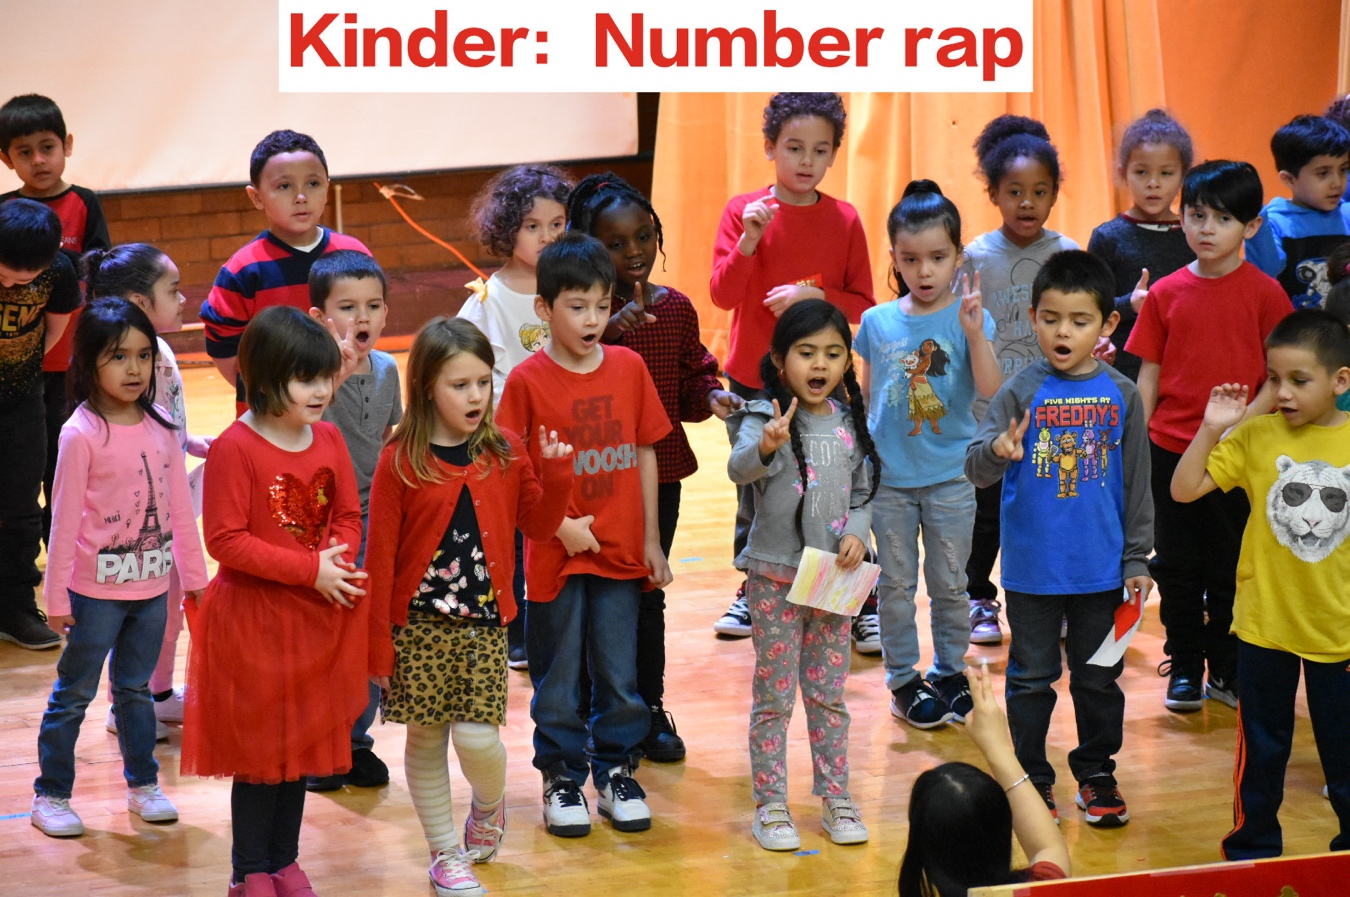 Kinder: Number rap
GET
YOUR
WOOSH
ON
FIVE NIGHTS AT
FREDDY'S
PARIS